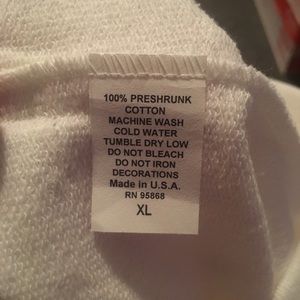 100% PRESHRUNK
COTTON
MACHINE WASH
COLD WATER
TUMBLE DRY LOW
DO NOT BLEACH
DO NOT IRON
DECORATIONS
Made in U.S.A.
RN 95868
XL